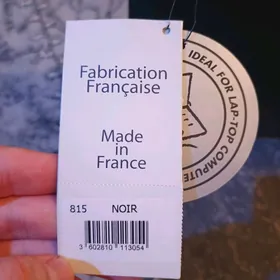 Fabrication
Française
Made
in
France
815 NOIR
3 602810 113054
IDEAL FOR LAP-TOP COMPUTE